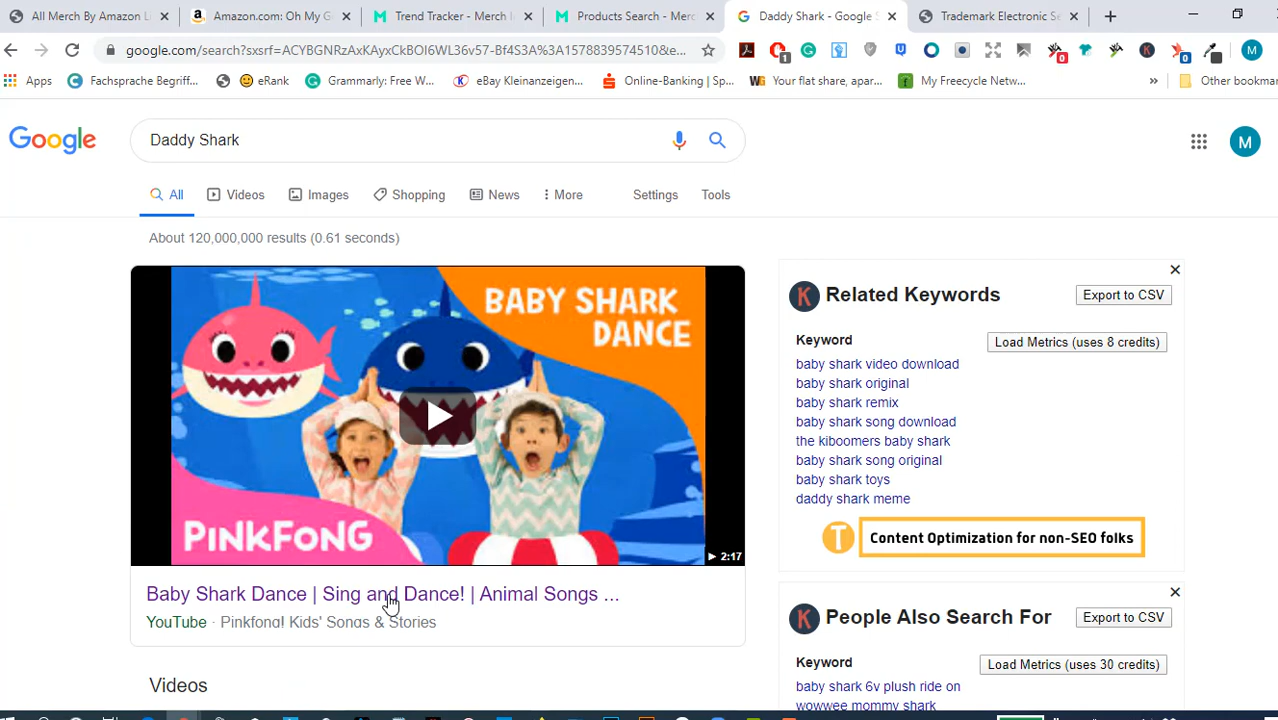 All Merch By Amazon L
Amazon.com: Oh My G
Trend Tracker - Merch I
Products Search - Merc
Daddy Shark - Google S
Trademark Electronic Se
google.com/search?sxsrf=ACYBGNRzAxKAyxCkBOI6WL36v57-Bf4S3A%3A1578839574510&e...
Apps
Fachsprache Begriff...
eRank
Grammarly: Free W...
eBay Kleinanzeigen...
Online-Banking | Sp...
Your flat share, apar...
My Freecycle Netw...
»
Other bookmar
Google
Daddy Shark
M
All
Videos
Images
Shopping
News
More
Settings
Tools
About 120,000,000 results (0.61 seconds)
BABY SHARK
DANCE
PINKFONG
2:17
Baby Shark Dance | Sing and Dance! | Animal Songs ...
YouTube · Pinkfong! Kids' Songs & Stories
Videos
Related Keywords
Export to CSV
Keyword
Load Metrics (uses 8 credits)
baby shark video download
baby shark original
baby shark remix
baby shark song download
the kiboomers baby shark
baby shark song original
baby shark toys
daddy shark meme
Content Optimization for non-SEO folks
People Also Search For
Export to CSV
Keyword
Load Metrics (uses 30 credits)
baby shark 6v plush ride on
wowwee mommy shark